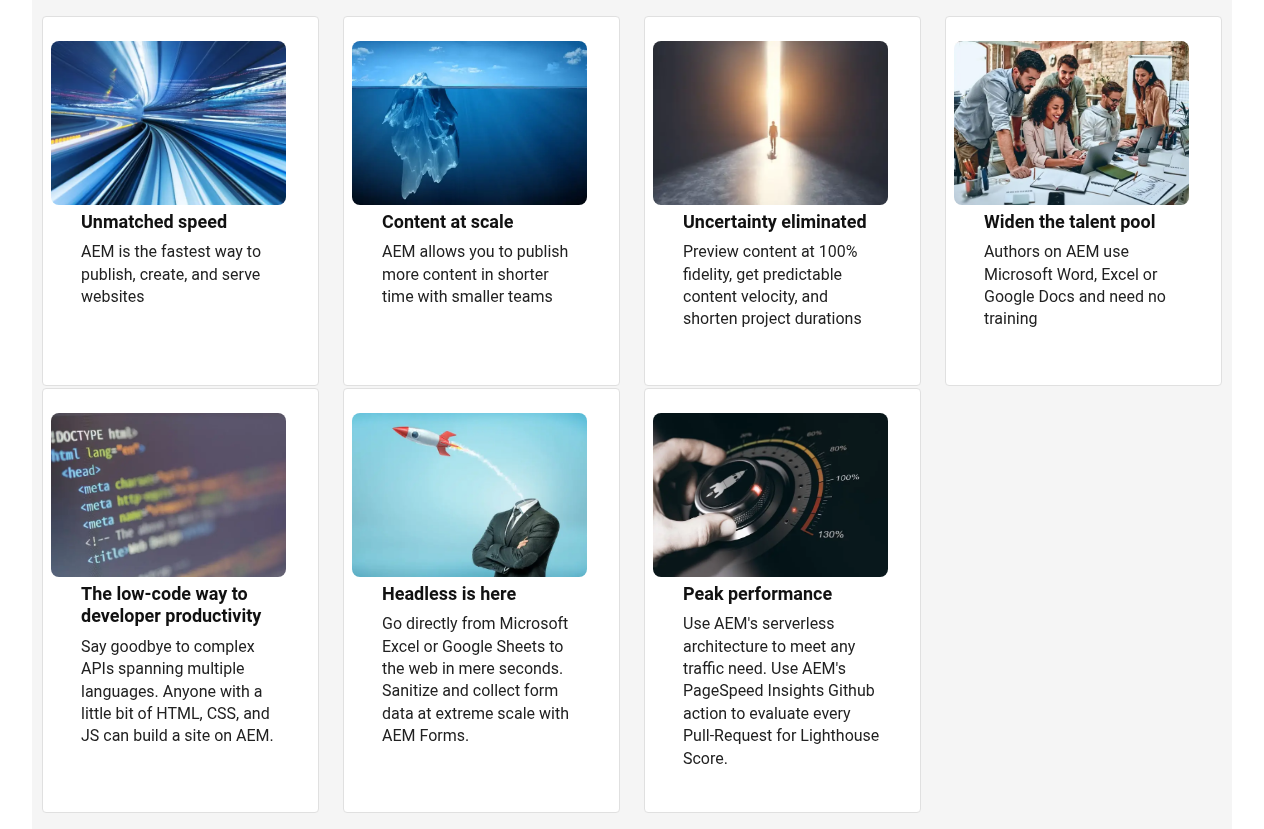 Unmatched speed
AEM is the fastest way to
publish, create, and serve
websites
Content at scale
AEM allows you to publish
more content in shorter
time with smaller teams
Uncertainty eliminated
Preview content at 100%
fidelity, get predictable
content velocity, and
shorten project durations
Widen the talent pool
Authors on AEM use
Microsoft Word, Excel or
Google Docs and need no
training
!DOCTYPE html>
html lang="en">
<head>
<meta
<meta
<meta
<!-- The
<title>Web Design
The low-code way to
developer productivity
Say goodbye to complex
APIs spanning multiple
languages. Anyone with a
little bit of HTML, CSS, and
JS can build a site on AEM.
Headless is here
Go directly from Microsoft
Excel or Google Sheets to
the web in mere seconds.
Sanitize and collect form
data at extreme scale with
AEM Forms.
80%
100%
130%
Peak performance
Use AEM's serverless
architecture to meet any
traffic need. Use AEM's
PageSpeed Insights Github
action to evaluate every
Pull-Request for Lighthouse
Score.